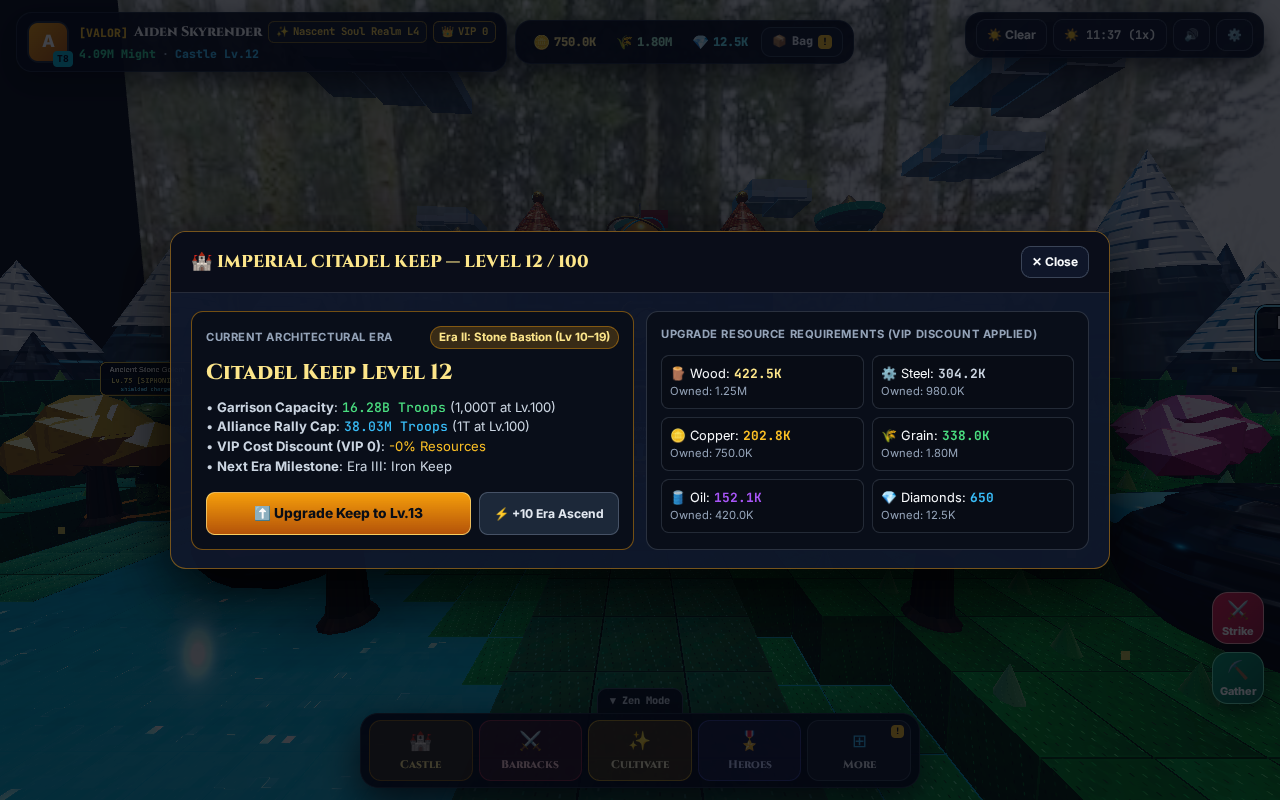 A
T8
[VALOR] Aiden Skyrender
✨ Nascent Soul Realm L4
👑 VIP 0
4.09M Might · Castle Lv.12
750.0K
1.80M
12.5K
Bag !
Clear
11:37 (1x)
IMPERIAL CITADEL KEEP — LEVEL 12 / 100
✕ Close
CURRENT ARCHITECTURAL ERA
Era II: Stone Bastion (Lv 10–19)
Citadel Keep Level 12
• Garrison Capacity: 16.28B Troops (1,000T at Lv.100)
• Alliance Rally Cap: 38.03M Troops (1T at Lv.100)
• VIP Cost Discount (VIP 0): -0% Resources
• Next Era Milestone: Era III: Iron Keep
⬆️ Upgrade Keep to Lv.13
⚡ +10 Era Ascend
UPGRADE RESOURCE REQUIREMENTS (VIP DISCOUNT APPLIED)
Wood: 422.5K
Owned: 1.25M
Steel: 304.2K
Owned: 980.0K
Copper: 202.8K
Owned: 750.0K
Grain: 338.0K
Owned: 1.80M
Oil: 152.1K
Owned: 420.0K
Diamonds: 650
Owned: 12.5K
Ancient Stone
Lv.73
Strike
Gather
▼ Zen Mode
Castle
Barracks
Cultivate
Heroes
More
!